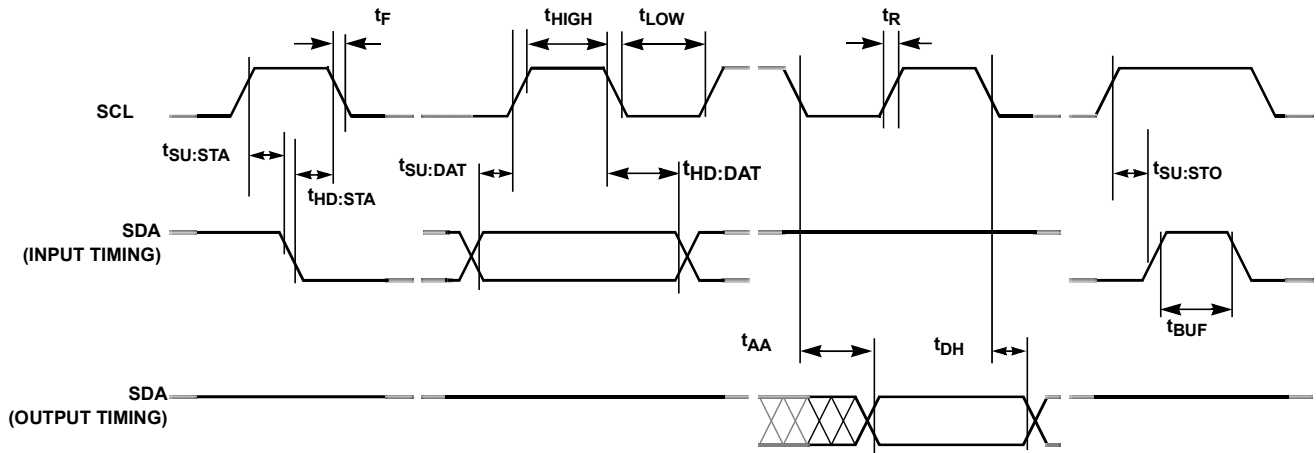 tF
tHIGH
tLOW
tR
SCL
tSU:STA
tHD:STA
tSU:DAT
tHD:DAT
tSU:STO
SDA
(INPUT TIMING)
tBUF
tAA
tDH
SDA
(OUTPUT TIMING)